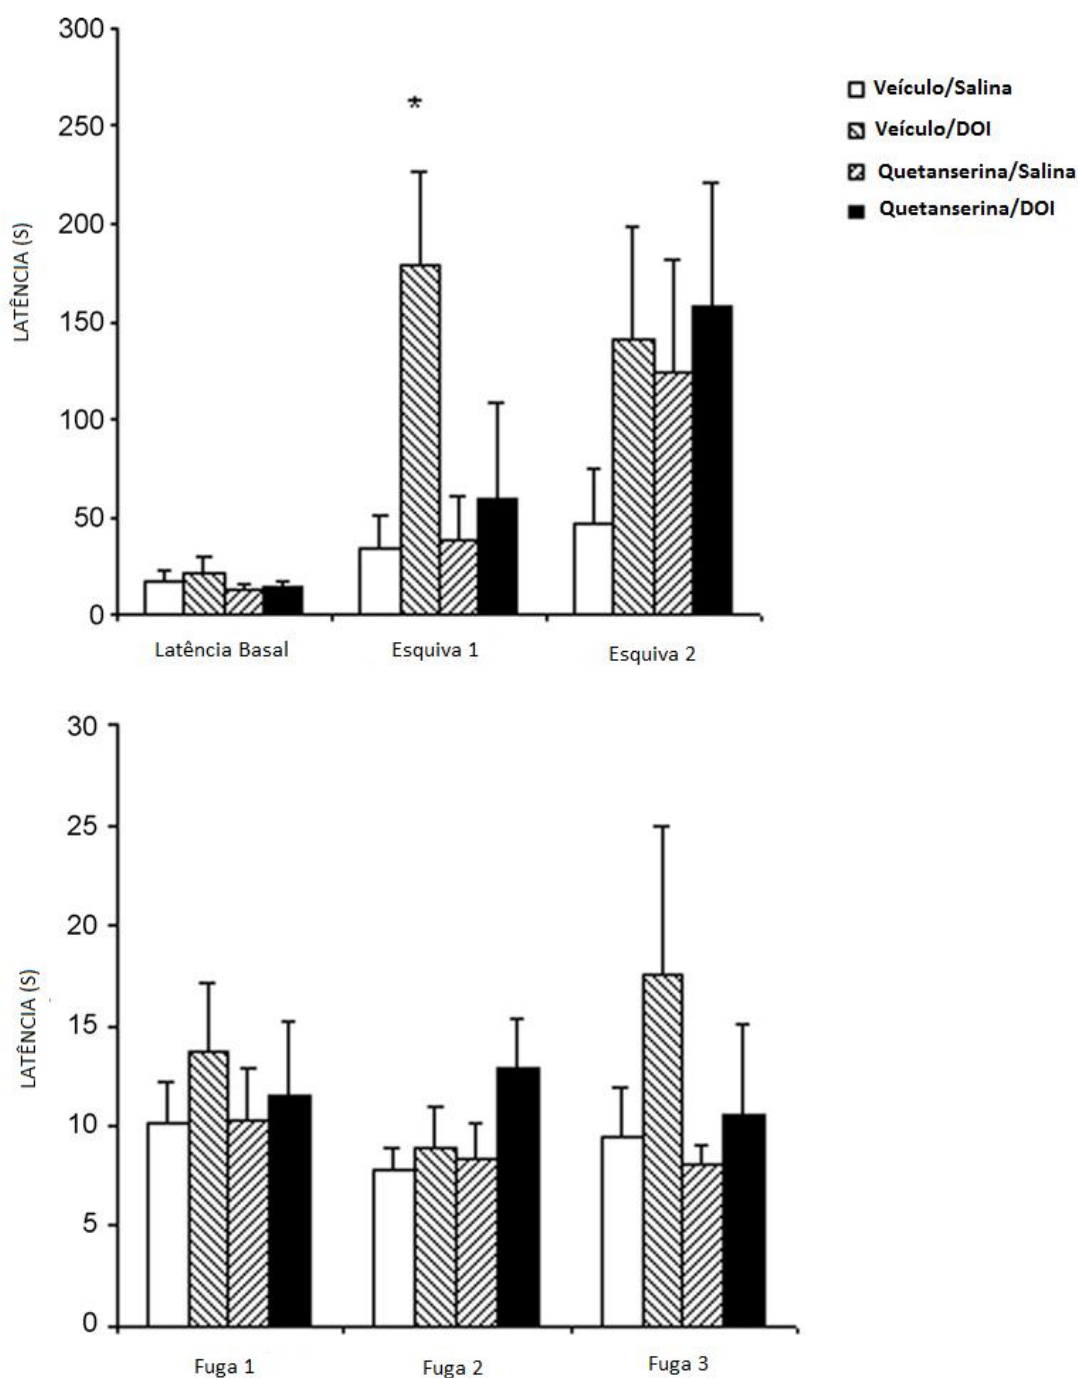 300
250
200
150
100
50
0
LATÊNCIA (S)
*
Latência Basal
Esquiva 1
Esquiva 2
Veículo/Salina
Veículo/DOI
Quetanserina/Salina
Quetanserina/DOI
30
25
20
15
10
5
0
LATÊNCIA (S)
Fuga 1
Fuga 2
Fuga 3